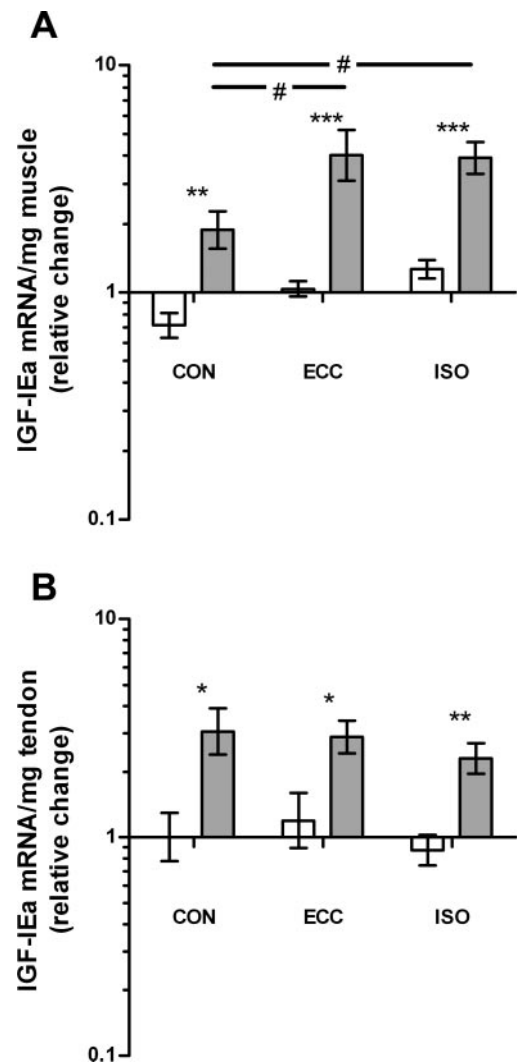 A
10
#
#
***
***
**
1
CON
ECC
ISO
0.1
IGF-IEa mRNA/mg muscle
(relative change)
B
10
*
*
**
1
CON
ECC
ISO
0.1
IGF-IEa mRNA/mg tendon
(relative change)